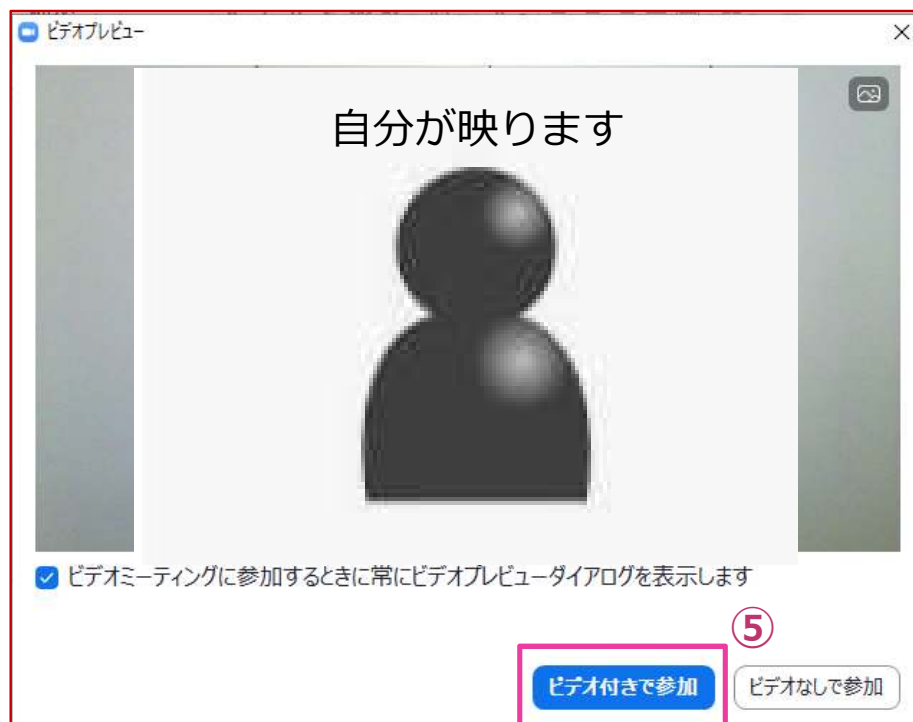 ビデオプレビュー
自分が映ります
ビデオミーティングに参加するときに常にビデオプレビューダイアログを表示します
⑤
ビデオ付きで参加
ビデオなしで参加